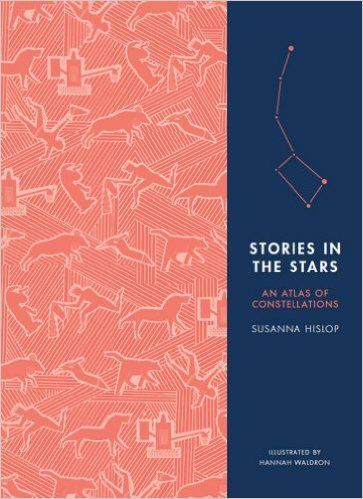 STORIES IN
THE STARS
AN ATLAS OF
CONSTELLATIONS
SUSANNA HISLOP
ILLUSTRATED BY
HANNAH WALDRON